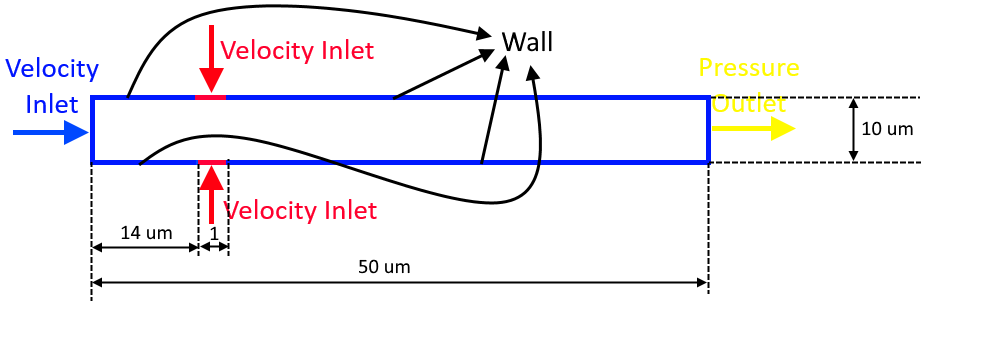 Wall
Velocity Inlet
Velocity
Inlet
Pressure
Outlet
10 um
Velocity Inlet
14 um
1
50 um